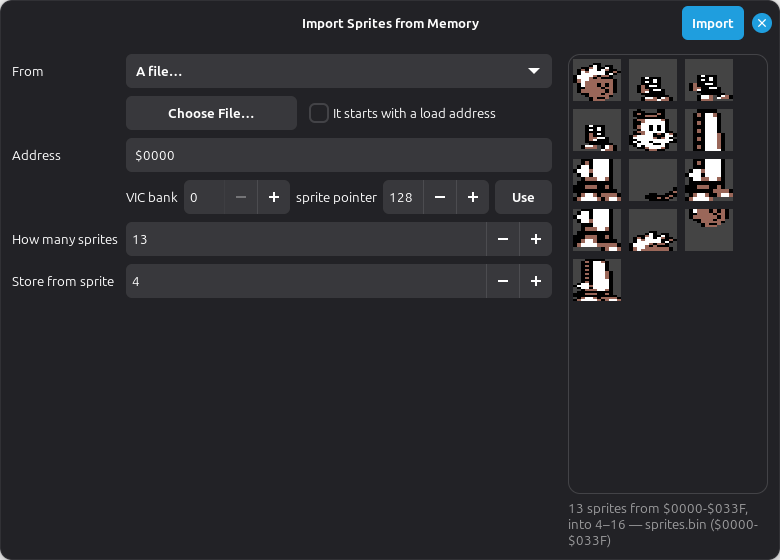 Import Sprites from Memory
Import
From
A file...
Choose File...
It starts with a load address
Address
$0000
VIC bank
0
sprite pointer
128
Use
How many sprites
13
Store from sprite
4
13 sprites from $0000-$033F,
into 4–16 — sprites.bin ($0000-
$033F)